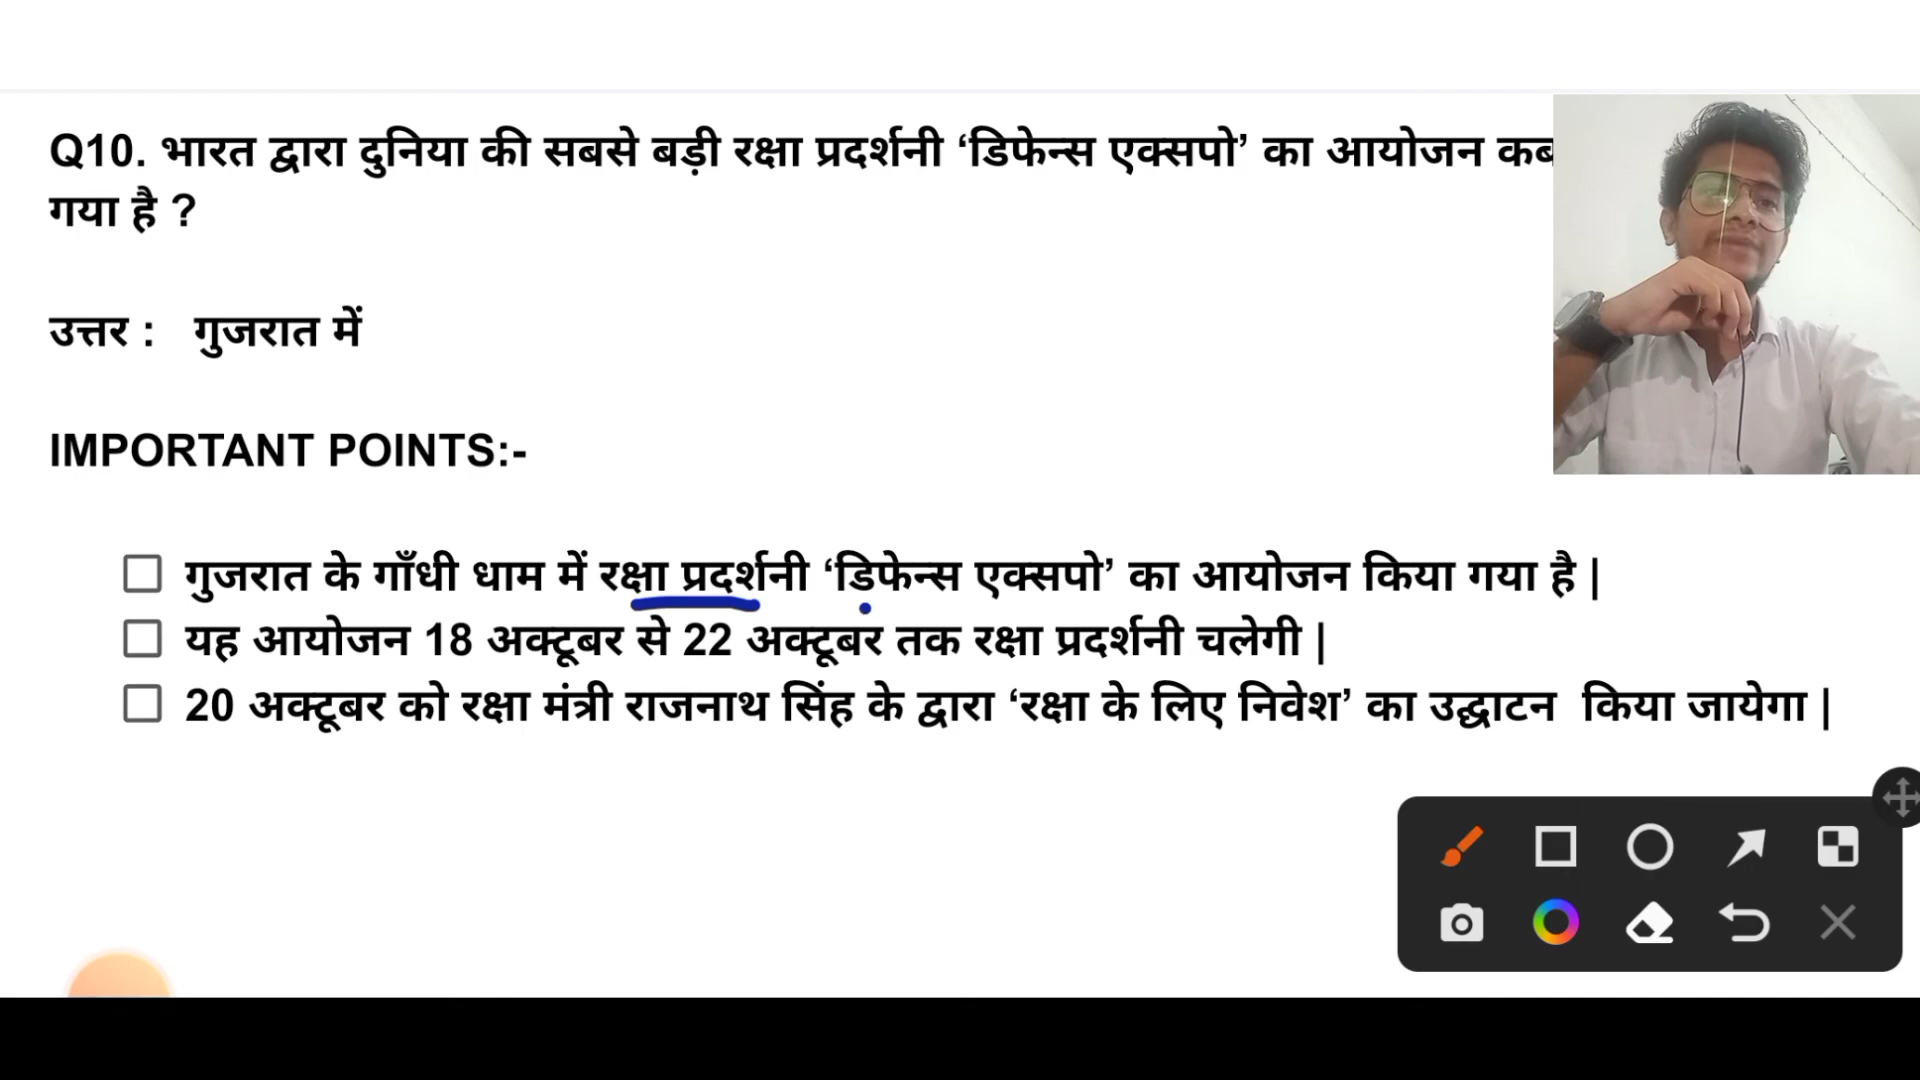 Q10. भारत द्वारा दुनिया की सबसे बड़ी रक्षा प्रदर्शनी ‘डिफेन्स एक्सपो’ का आयोजन कब
गया है ?
उत्तर : गुजरात में
IMPORTANT POINTS:-
गुजरात के गाँधी धाम में रक्षा प्रदर्शनी ‘डिफेन्स एक्सपो’ का आयोजन किया गया है |
यह आयोजन 18 अक्टूबर से 22 अक्टूबर तक रक्षा प्रदर्शनी चलेगी |
20 अक्टूबर को रक्षा मंत्री राजनाथ सिंह के द्वारा ‘रक्षा के लिए निवेश’ का उद्घाटन किया जायेगा |